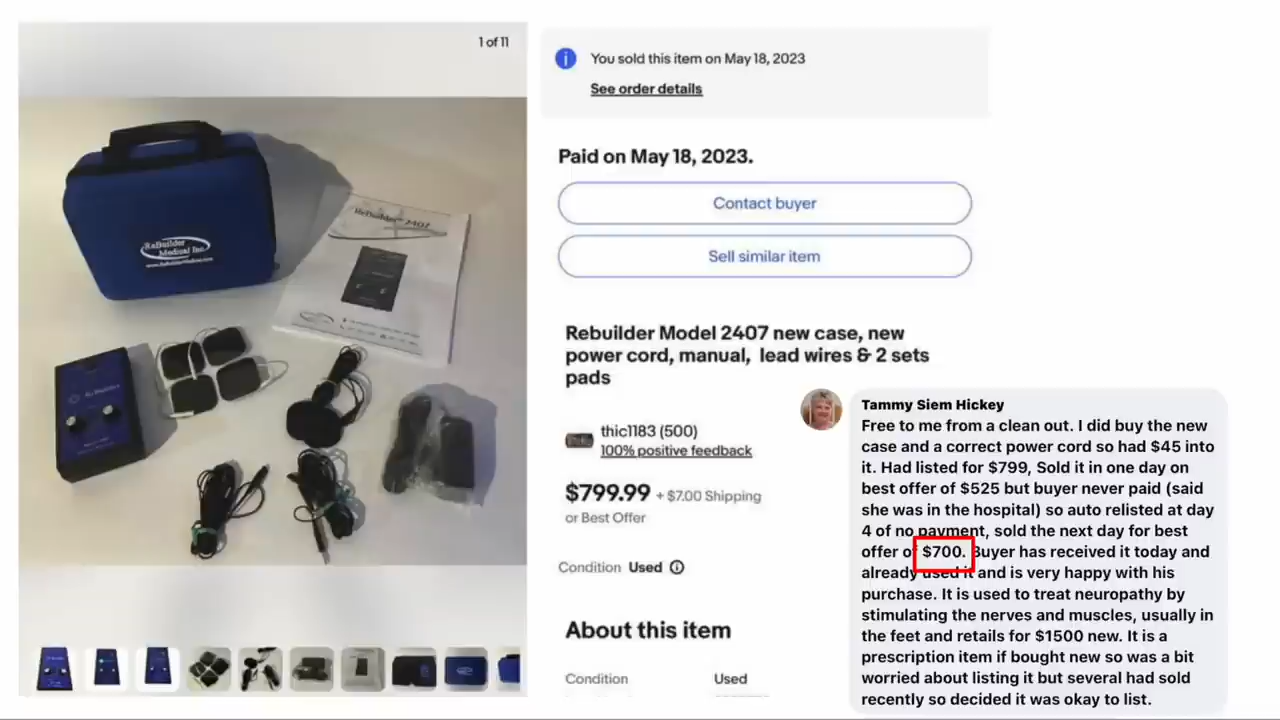 1 of 11
ReBuilder
Medical Inc
www.RebuilderMedical.com
ReBuilder® 2407
ReBuilder
You sold this item on May 18, 2023
See order details
Paid on May 18, 2023.
Contact buyer
Sell similar item
Rebuilder Model 2407 new case, new
power cord, manual, lead wires & 2 sets
pads
thic1183 (500)
100% positive feedback
$799.99 + $7.00 Shipping
or Best Offer
Condition Used
About this item
Condition Used
Tammy Siem Hickey
Free to me from a clean out. I did buy the new
case and a correct power cord so had $45 into
it. Had listed for $799, Sold it in one day on
best offer of $525 but buyer never paid (said
she was in the hospital) so auto relisted at day
4 of no payment, sold the next day for best
offer of $700. Buyer has received it today and
already used it and is very happy with his
purchase. It is used to treat neuropathy by
stimulating the nerves and muscles, usually in
the feet and retails for $1500 new. It is a
prescription item if bought new so was a bit
worried about listing it but several had sold
recently so decided it was okay to list.